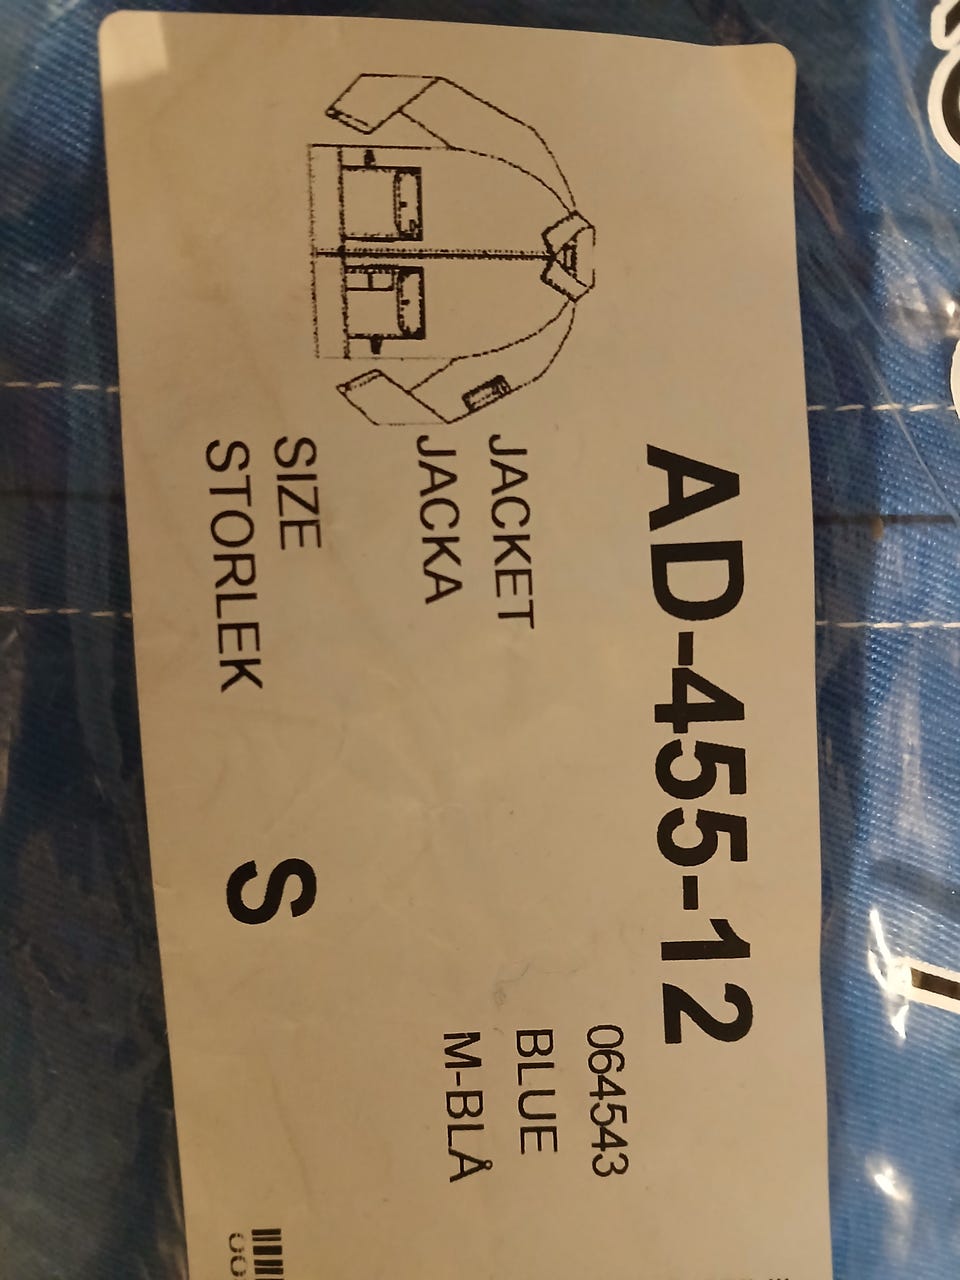 AD-455-12
064543
JACKET
BLUE
JACKA
M-BLÅ
SIZE
STORLEK
S